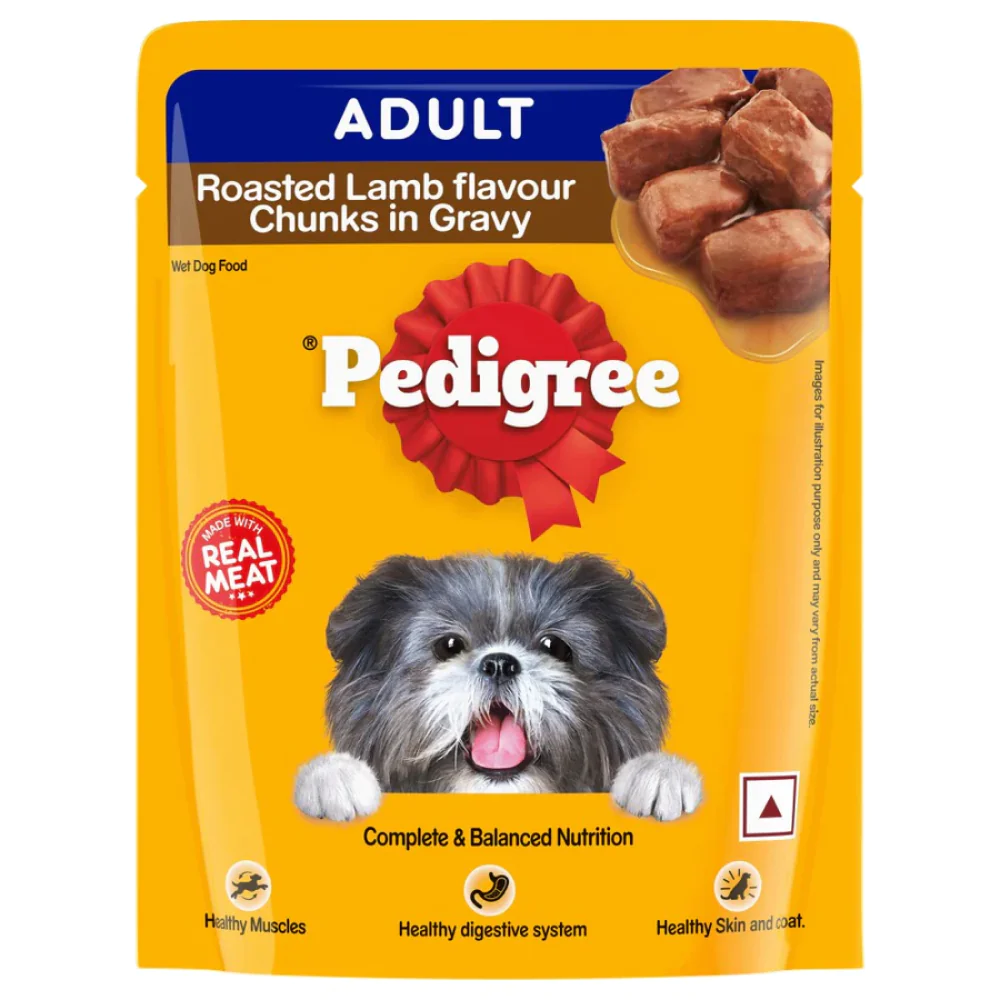 ADULT
Roasted Lamb flavour
Chunks in Gravy
Wet Dog Food
®Pedigree
Images for illustration purpose only and may vary from actual size.
MADE WITH
REAL
MEAT
Complete & Balanced Nutrition
Healthy Muscles
Healthy digestive system
Healthy Skin and coat.